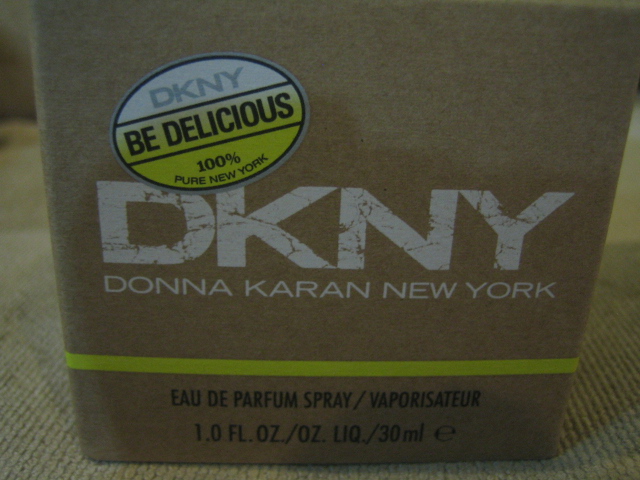 DKNY
BE DELICIOUS
100%
PURE NEW YORK
DKNY
DONNA KARAN NEW YORK
EAU DE PARFUM SPRAY/VAPORISATEUR
1.0 FL.OZ./OZ. LIQ./30ml ℮